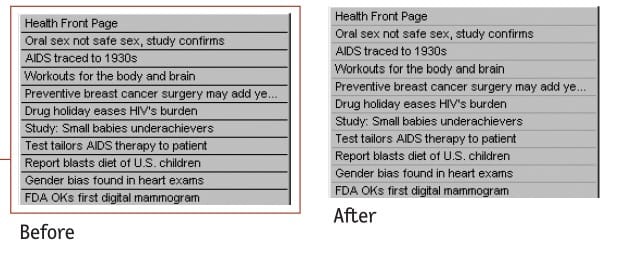 Health Front Page
Oral sex not safe sex, study confirms
AIDS traced to 1930s
Workouts for the body and brain
Preventive breast cancer surgery may add ye...
Drug holiday eases HIV's burden
Study: Small babies underachievers
Test tailors AIDS therapy to patient
Report blasts diet of U.S. children
Gender bias found in heart exams
FDA OKs first digital mammogram
Before
Health Front Page
Oral sex not safe sex, study confirms
AIDS traced to 1930s
Workouts for the body and brain
Preventive breast cancer surgery may add ye...
Drug holiday eases HIV's burden
Study: Small babies underachievers
Test tailors AIDS therapy to patient
Report blasts diet of U.S. children
Gender bias found in heart exams
FDA OKs first digital mammogram
After